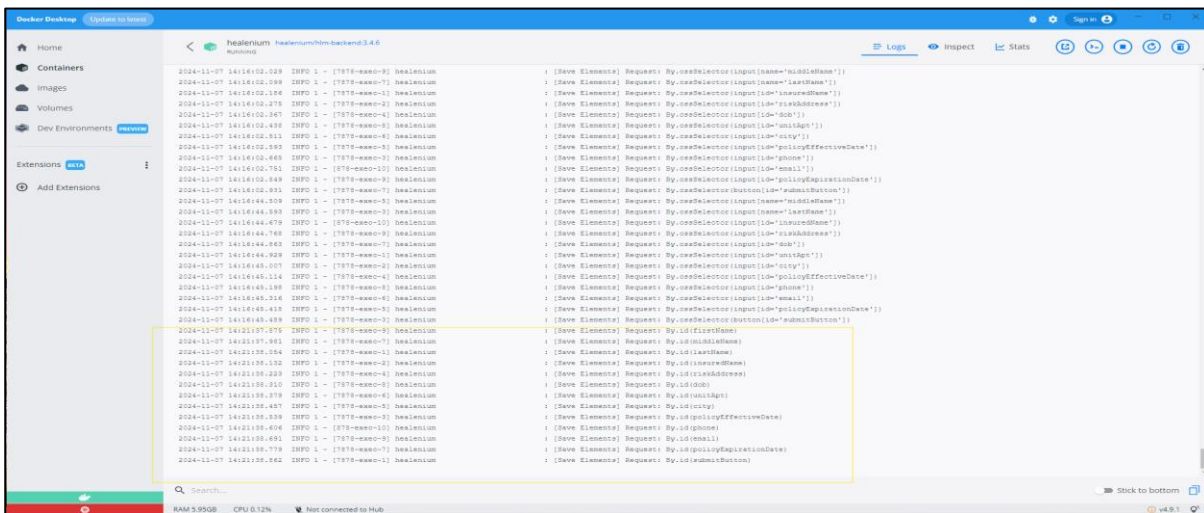 Docker Desktop Update to latest Sign in
Home
Containers
Images
Volumes
Dev Environments PREVIEW
Extensions BETA
Add Extensions
healenium healenium/hlm-backend:3.4.6
RUNNING
Logs Inspect Stats
2024-11-07 14:16:02.029 INFO 1 - [7878-exec-9] healenium : [Save Elements] Request: By.cssSelector(input[name='middleName'])
2024-11-07 14:16:02.099 INFO 1 - [7878-exec-7] healenium : [Save Elements] Request: By.cssSelector(input[name='lastName'])
2024-11-07 14:16:02.186 INFO 1 - [7878-exec-1] healenium : [Save Elements] Request: By.cssSelector(input[id='insuredName'])
2024-11-07 14:16:02.275 INFO 1 - [7878-exec-2] healenium : [Save Elements] Request: By.cssSelector(input[id='riskAddress'])
2024-11-07 14:16:02.367 INFO 1 - [7878-exec-4] healenium : [Save Elements] Request: By.cssSelector(input[id='dob'])
2024-11-07 14:16:02.438 INFO 1 - [7878-exec-8] healenium : [Save Elements] Request: By.cssSelector(input[id='unitApt'])
2024-11-07 14:16:02.511 INFO 1 - [7878-exec-6] healenium : [Save Elements] Request: By.cssSelector(input[id='city'])
2024-11-07 14:16:02.583 INFO 1 - [7878-exec-5] healenium : [Save Elements] Request: By.cssSelector(input[id='policyEffectiveDate'])
2024-11-07 14:16:02.665 INFO 1 - [7878-exec-3] healenium : [Save Elements] Request: By.cssSelector(input[id='phone'])
2024-11-07 14:16:02.751 INFO 1 - [878-exec-10] healenium : [Save Elements] Request: By.cssSelector(input[id='email'])
2024-11-07 14:16:02.849 INFO 1 - [7878-exec-9] healenium : [Save Elements] Request: By.cssSelector(input[id='policyExpirationDate'])
2024-11-07 14:16:02.931 INFO 1 - [7878-exec-7] healenium : [Save Elements] Request: By.cssSelector(button[id='submitButton'])
2024-11-07 14:16:44.509 INFO 1 - [7878-exec-5] healenium : [Save Elements] Request: By.cssSelector(input[name='middleName'])
2024-11-07 14:16:44.593 INFO 1 - [7878-exec-3] healenium : [Save Elements] Request: By.cssSelector(input[name='lastName'])
2024-11-07 14:16:44.679 INFO 1 - [878-exec-10] healenium : [Save Elements] Request: By.cssSelector(input[id='insuredName'])
2024-11-07 14:16:44.768 INFO 1 - [7878-exec-9] healenium : [Save Elements] Request: By.cssSelector(input[id='riskAddress'])
2024-11-07 14:16:44.863 INFO 1 - [7878-exec-7] healenium : [Save Elements] Request: By.cssSelector(input[id='dob'])
2024-11-07 14:16:44.928 INFO 1 - [7878-exec-1] healenium : [Save Elements] Request: By.cssSelector(input[id='unitApt'])
2024-11-07 14:16:45.007 INFO 1 - [7878-exec-2] healenium : [Save Elements] Request: By.cssSelector(input[id='city'])
2024-11-07 14:16:45.114 INFO 1 - [7878-exec-4] healenium : [Save Elements] Request: By.cssSelector(input[id='policyEffectiveDate'])
2024-11-07 14:16:45.198 INFO 1 - [7878-exec-8] healenium : [Save Elements] Request: By.cssSelector(input[id='phone'])
2024-11-07 14:16:45.316 INFO 1 - [7878-exec-6] healenium : [Save Elements] Request: By.cssSelector(input[id='email'])
2024-11-07 14:16:45.418 INFO 1 - [7878-exec-5] healenium : [Save Elements] Request: By.cssSelector(input[id='policyExpirationDate'])
2024-11-07 14:16:45.489 INFO 1 - [7878-exec-3] healenium : [Save Elements] Request: By.cssSelector(button[id='submitButton'])
2024-11-07 14:21:37.875 INFO 1 - [7878-exec-9] healenium : [Save Elements] Request: By.id(firstName)
2024-11-07 14:21:37.981 INFO 1 - [7878-exec-7] healenium : [Save Elements] Request: By.id(middleName)
2024-11-07 14:21:38.054 INFO 1 - [7878-exec-1] healenium : [Save Elements] Request: By.id(lastName)
2024-11-07 14:21:38.132 INFO 1 - [7878-exec-2] healenium : [Save Elements] Request: By.id(insuredName)
2024-11-07 14:21:38.223 INFO 1 - [7878-exec-4] healenium : [Save Elements] Request: By.id(riskAddress)
2024-11-07 14:21:38.310 INFO 1 - [7878-exec-8] healenium : [Save Elements] Request: By.id(dob)
2024-11-07 14:21:38.378 INFO 1 - [7878-exec-6] healenium : [Save Elements] Request: By.id(unitApt)
2024-11-07 14:21:38.457 INFO 1 - [7878-exec-5] healenium : [Save Elements] Request: By.id(city)
2024-11-07 14:21:38.539 INFO 1 - [7878-exec-3] healenium : [Save Elements] Request: By.id(policyEffectiveDate)
2024-11-07 14:21:38.606 INFO 1 - [878-exec-10] healenium : [Save Elements] Request: By.id(phone)
2024-11-07 14:21:38.691 INFO 1 - [7878-exec-9] healenium : [Save Elements] Request: By.id(email)
2024-11-07 14:21:38.779 INFO 1 - [7878-exec-7] healenium : [Save Elements] Request: By.id(policyExpirationDate)
2024-11-07 14:21:38.862 INFO 1 - [7878-exec-1] healenium : [Save Elements] Request: By.id(submitButton)
Search... Stick to bottom
RAM 5.95GB CPU 0.12% Not connected to Hub v4.9.1